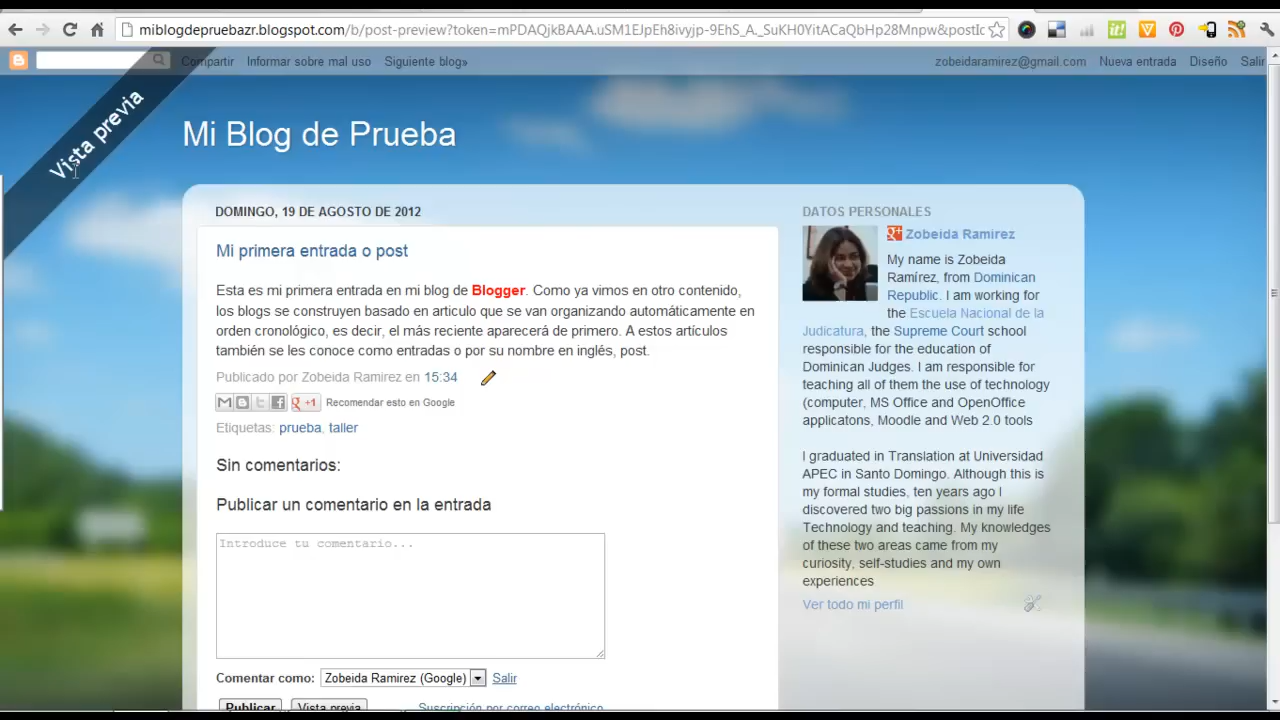 miblogdepruebazr.blogspot.com/b/post-preview?token=mPDAQjkBAAA.uSM1EJpEh8ivyjp-9EhS_A._SuKH0YitACaQbHp28Mnpw&postIc
Compartir Informar sobre mal uso Siguiente blog»
zobeidaramirez@gmail.com Nueva entrada Diseño Salir
Vista previa
Mi Blog de Prueba
DOMINGO, 19 DE AGOSTO DE 2012
Mi primera entrada o post
Esta es mi primera entrada en mi blog de Blogger. Como ya vimos en otro contenido,
los blogs se construyen basado en articulo que se van organizando automáticamente en
orden cronológico, es decir, el más reciente aparecerá de primero. A estos artículos
también se les conoce como entradas o por su nombre en inglés, post.
Publicado por Zobeida Ramirez en 15:34
g +1 Recomendar esto en Google
Etiquetas: prueba, taller
Sin comentarios:
Publicar un comentario en la entrada
Introduce tu comentario...
Comentar como: Zobeida Ramirez (Google) Salir
Publicar Vista previa Suscripción por correo electrónico
DATOS PERSONALES
Zobeida Ramirez
My name is Zobeida
Ramírez, from Dominican
Republic. I am working for
the Escuela Nacional de la
Judicatura, the Supreme Court school
responsible for the education of
Dominican Judges. I am responsible for
teaching all of them the use of technology
(computer, MS Office and OpenOffice
applicatons, Moodle and Web 2.0 tools
I graduated in Translation at Universidad
APEC in Santo Domingo. Although this is
my formal studies, ten years ago I
discovered two big passions in my life
Technology and teaching. My knowledges
of these two areas came from my
curiosity, self-studies and my own
experiences
Ver todo mi perfil